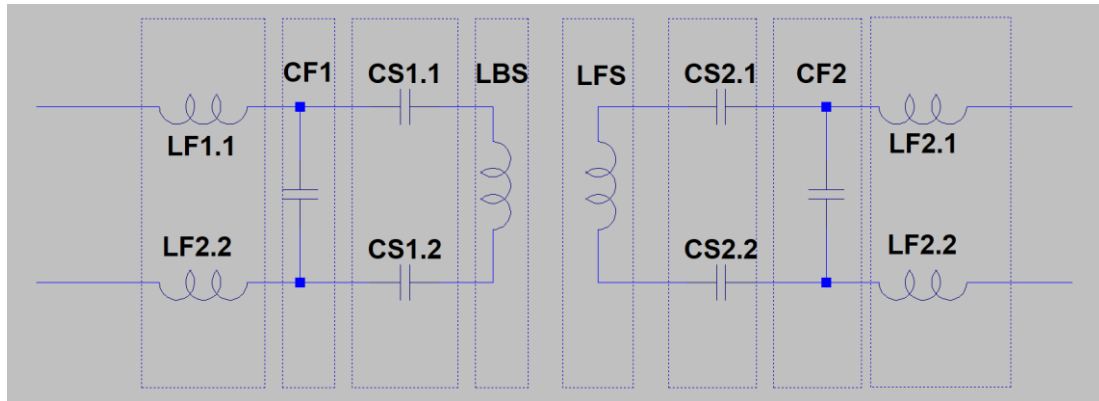 CF1
CS1.1
LBS
LFS
CS2.1
CF2
LF1.1
LF2.1
LF2.2
CS1.2
CS2.2
LF2.2